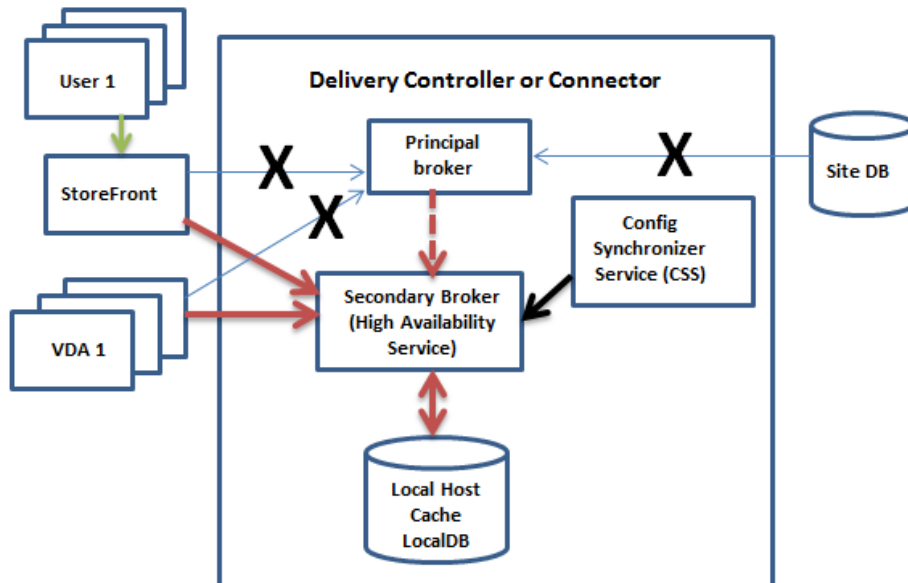 User 1
Delivery Controller or Connector
Principal
broker
X
X
X
StoreFront
Site DB
Config
Synchronizer
Service (CSS)
Secondary Broker
(High Availability
Service)
VDA 1
Local Host
Cache
LocalDB